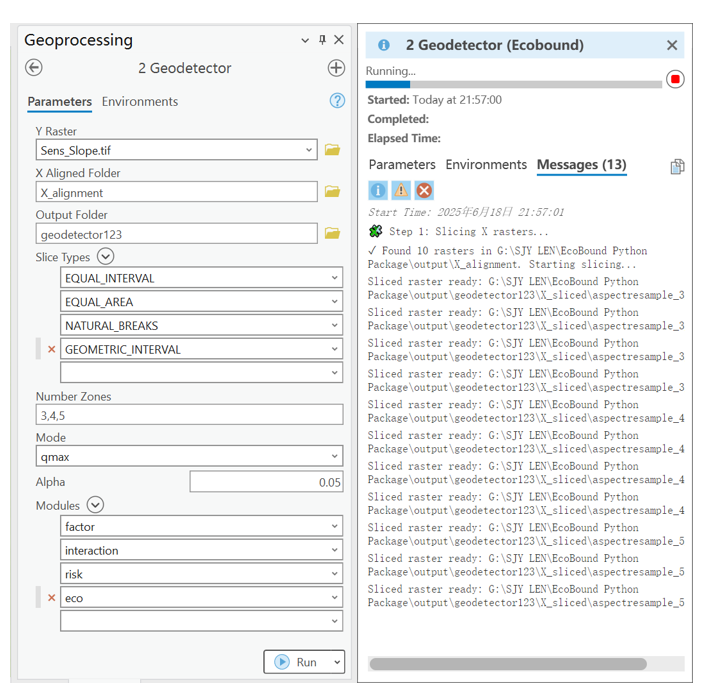 Geoprocessing
2 Geodetector
Parameters Environments
Y Raster
Sens_Slope.tif
X Aligned Folder
X_alignment
Output Folder
geodetector123
Slice Types
EQUAL_INTERVAL
EQUAL_AREA
NATURAL_BREAKS
GEOMETRIC_INTERVAL
Number Zones
3,4,5
Mode
qmax
Alpha 0.05
Modules
factor
interaction
risk
eco
Run
2 Geodetector (Ecobound)
Running...
Started: Today at 21:57:00
Completed:
Elapsed Time:
Parameters Environments Messages (13)
Start Time: 2025年6月18日 21:57:01
Step 1: Slicing X rasters...
✓ Found 10 rasters in G:\SJY LEN\EcoBound Python
Package\output\X_alignment. Starting slicing...
Sliced raster ready: G:\SJY LEN\EcoBound Python
Package\output\geodetector123\X_sliced\aspectresample_3
Sliced raster ready: G:\SJY LEN\EcoBound Python
Package\output\geodetector123\X_sliced\aspectresample_3
Sliced raster ready: G:\SJY LEN\EcoBound Python
Package\output\geodetector123\X_sliced\aspectresample_3
Sliced raster ready: G:\SJY LEN\EcoBound Python
Package\output\geodetector123\X_sliced\aspectresample_3
Sliced raster ready: G:\SJY LEN\EcoBound Python
Package\output\geodetector123\X_sliced\aspectresample_4
Sliced raster ready: G:\SJY LEN\EcoBound Python
Package\output\geodetector123\X_sliced\aspectresample_4
Sliced raster ready: G:\SJY LEN\EcoBound Python
Package\output\geodetector123\X_sliced\aspectresample_4
Sliced raster ready: G:\SJY LEN\EcoBound Python
Package\output\geodetector123\X_sliced\aspectresample_4
Sliced raster ready: G:\SJY LEN\EcoBound Python
Package\output\geodetector123\X_sliced\aspectresample_5
Sliced raster ready: G:\SJY LEN\EcoBound Python
Package\output\geodetector123\X_sliced\aspectresample_5
Sliced raster ready: G:\SJY LEN\EcoBound Python
Package\output\geodetector123\X_sliced\aspectresample_5